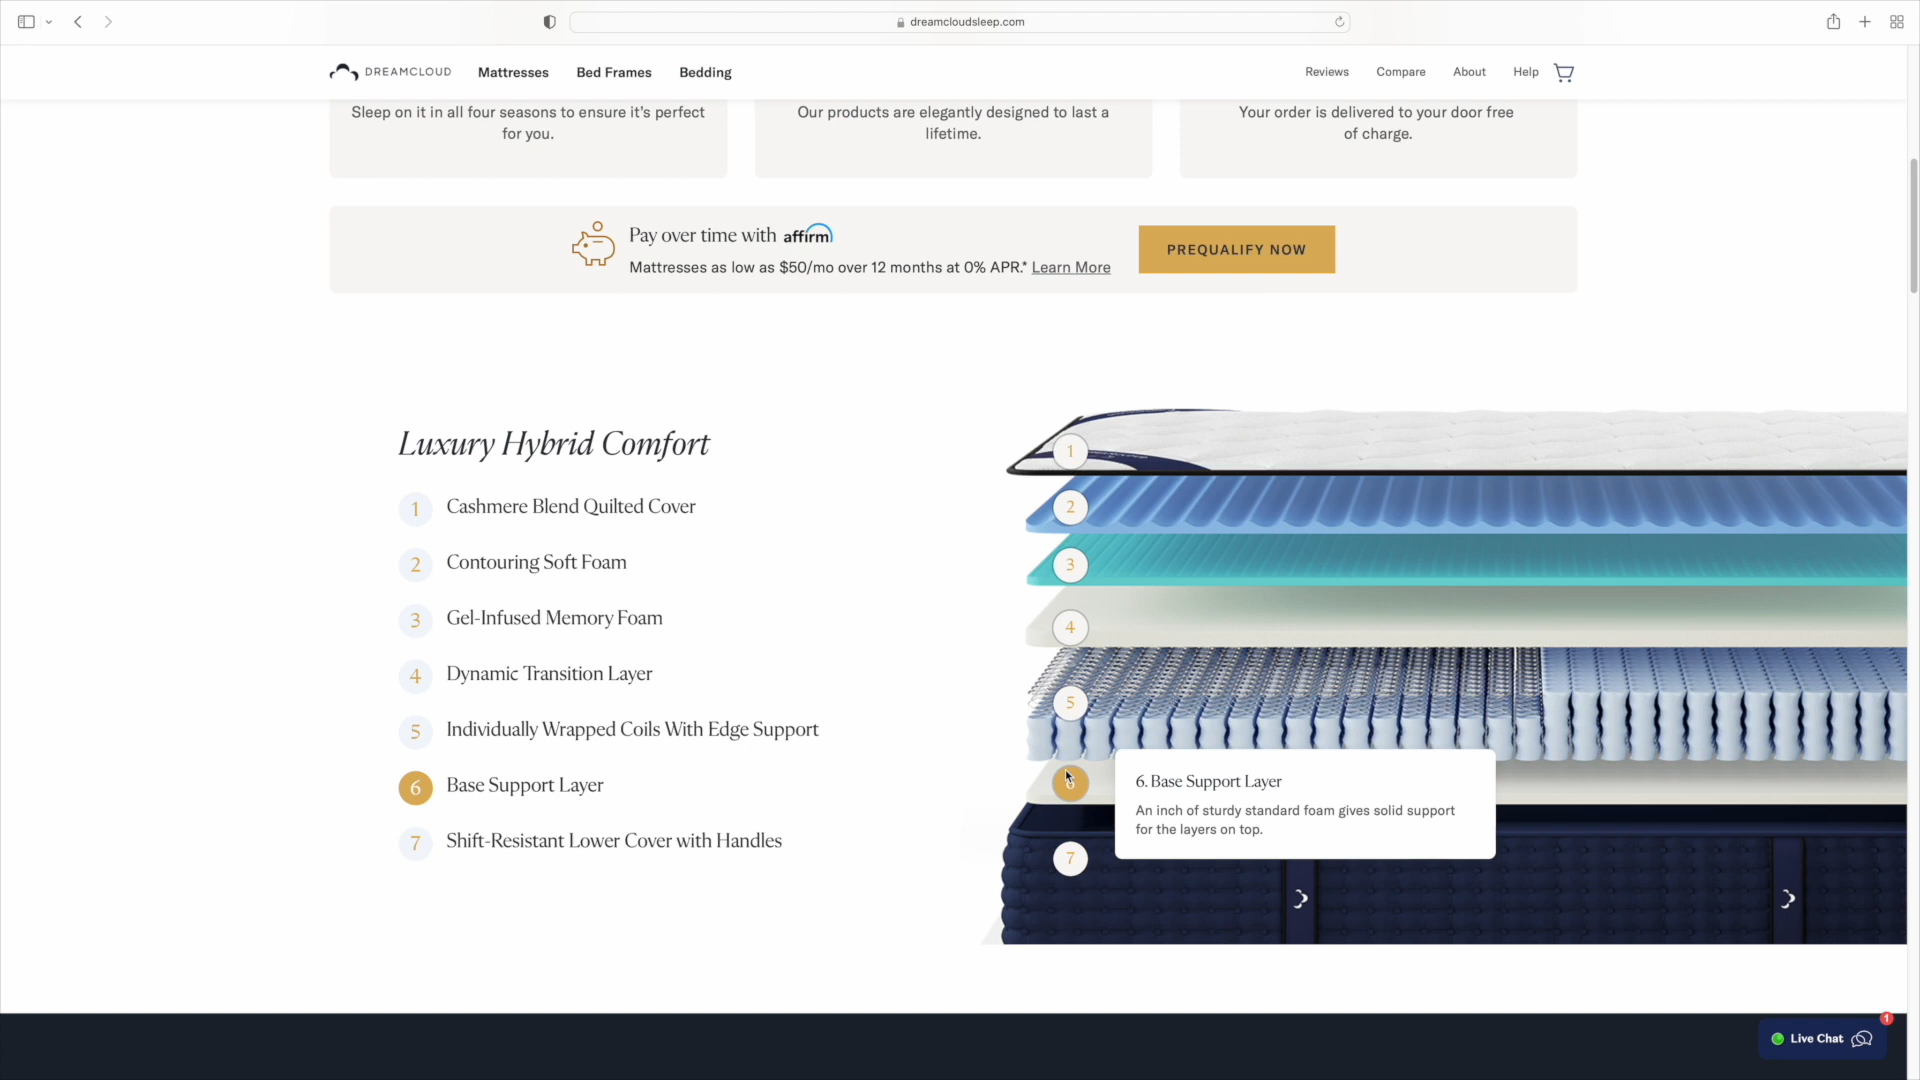 dreamcloudsleep.com
DREAMCLOUD
Mattresses
Bed Frames
Bedding
Reviews
Compare
About
Help
Sleep on it in all four seasons to ensure it's perfect
for you.
Our products are elegantly designed to last a
lifetime.
Your order is delivered to your door free
of charge.
Pay over time with affirm
Mattresses as low as $50/mo over 12 months at 0% APR.* Learn More
PREQUALIFY NOW
Luxury Hybrid Comfort
1 Cashmere Blend Quilted Cover
2 Contouring Soft Foam
3 Gel-Infused Memory Foam
4 Dynamic Transition Layer
5 Individually Wrapped Coils With Edge Support
6 Base Support Layer
7 Shift-Resistant Lower Cover with Handles
1
2
3
4
5
6
6. Base Support Layer
An inch of sturdy standard foam gives solid support
for the layers on top.
7
Live Chat
1